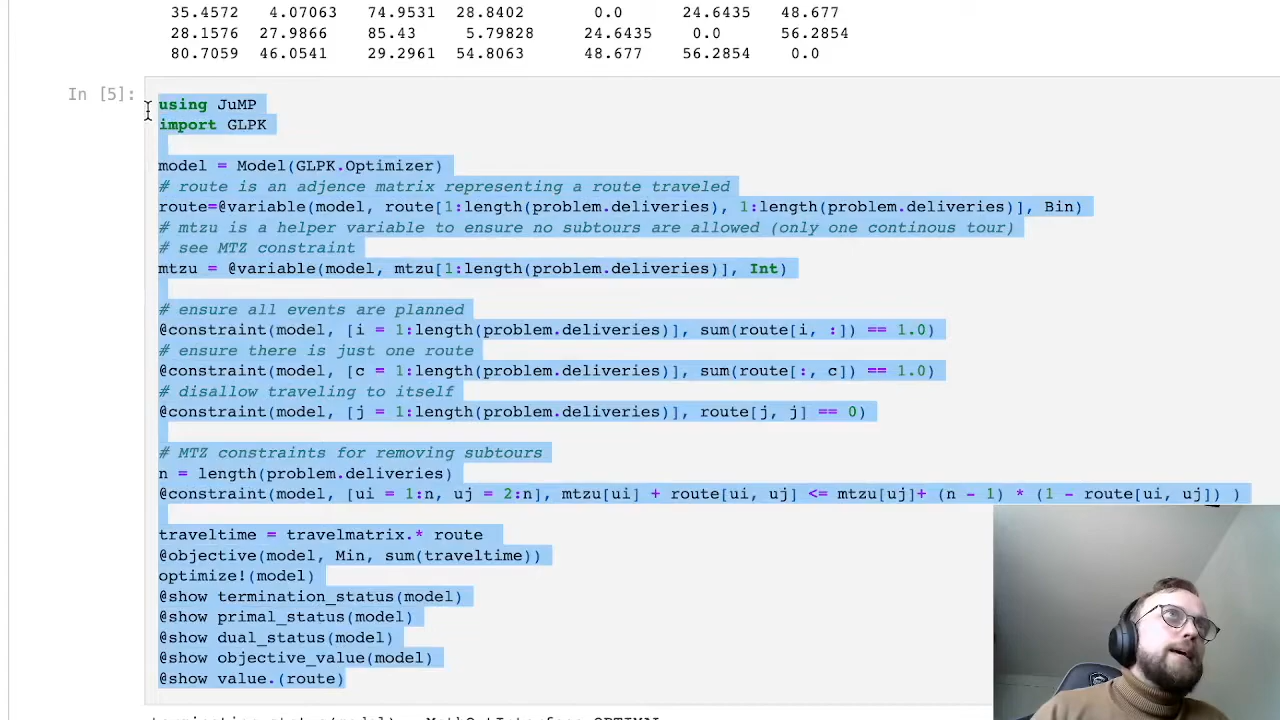 35.4572 4.07063 74.9531 28.8402 0.0 24.6435 48.677
28.1576 27.9866 85.43 5.79828 24.6435 0.0 56.2854
80.7059 46.0541 29.2961 54.8063 48.677 56.2854 0.0
In [5]:
using JuMP
import GLPK
model = Model(GLPK.Optimizer)
# route is an adjence matrix representing a route traveled
route=@variable(model, route[1:length(problem.deliveries), 1:length(problem.deliveries)], Bin)
# mtzu is a helper variable to ensure no subtours are allowed (only one continous tour)
# see MTZ constraint
mtzu = @variable(model, mtzu[1:length(problem.deliveries)], Int)
# ensure all events are planned
@constraint(model, [i = 1:length(problem.deliveries)], sum(route[i, :]) == 1.0)
# ensure there is just one route
@constraint(model, [c = 1:length(problem.deliveries)], sum(route[:, c]) == 1.0)
# disallow traveling to itself
@constraint(model, [j = 1:length(problem.deliveries)], route[j, j] == 0)
# MTZ constraints for removing subtours
n = length(problem.deliveries)
@constraint(model, [ui = 1:n, uj = 2:n], mtzu[ui] + route[ui, uj] <= mtzu[uj]+ (n - 1) * (1 - route[ui, uj]) )
traveltime = travelmatrix.* route
@objective(model, Min, sum(traveltime))
optimize!(model)
@show termination_status(model)
@show primal_status(model)
@show dual_status(model)
@show objective_value(model)
@show value.(route)
termination_status(model) = MathOptInterface.OPTIMAL